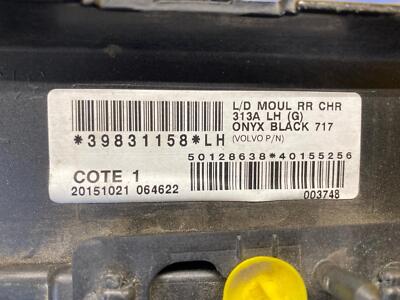 L/D MOUL RR CHR
313A LH (G)
ONYX BLACK 717
*39831158*LH
(VOLVO P/N)
50128638*40155256
COTE 1
20151021 064622
003748